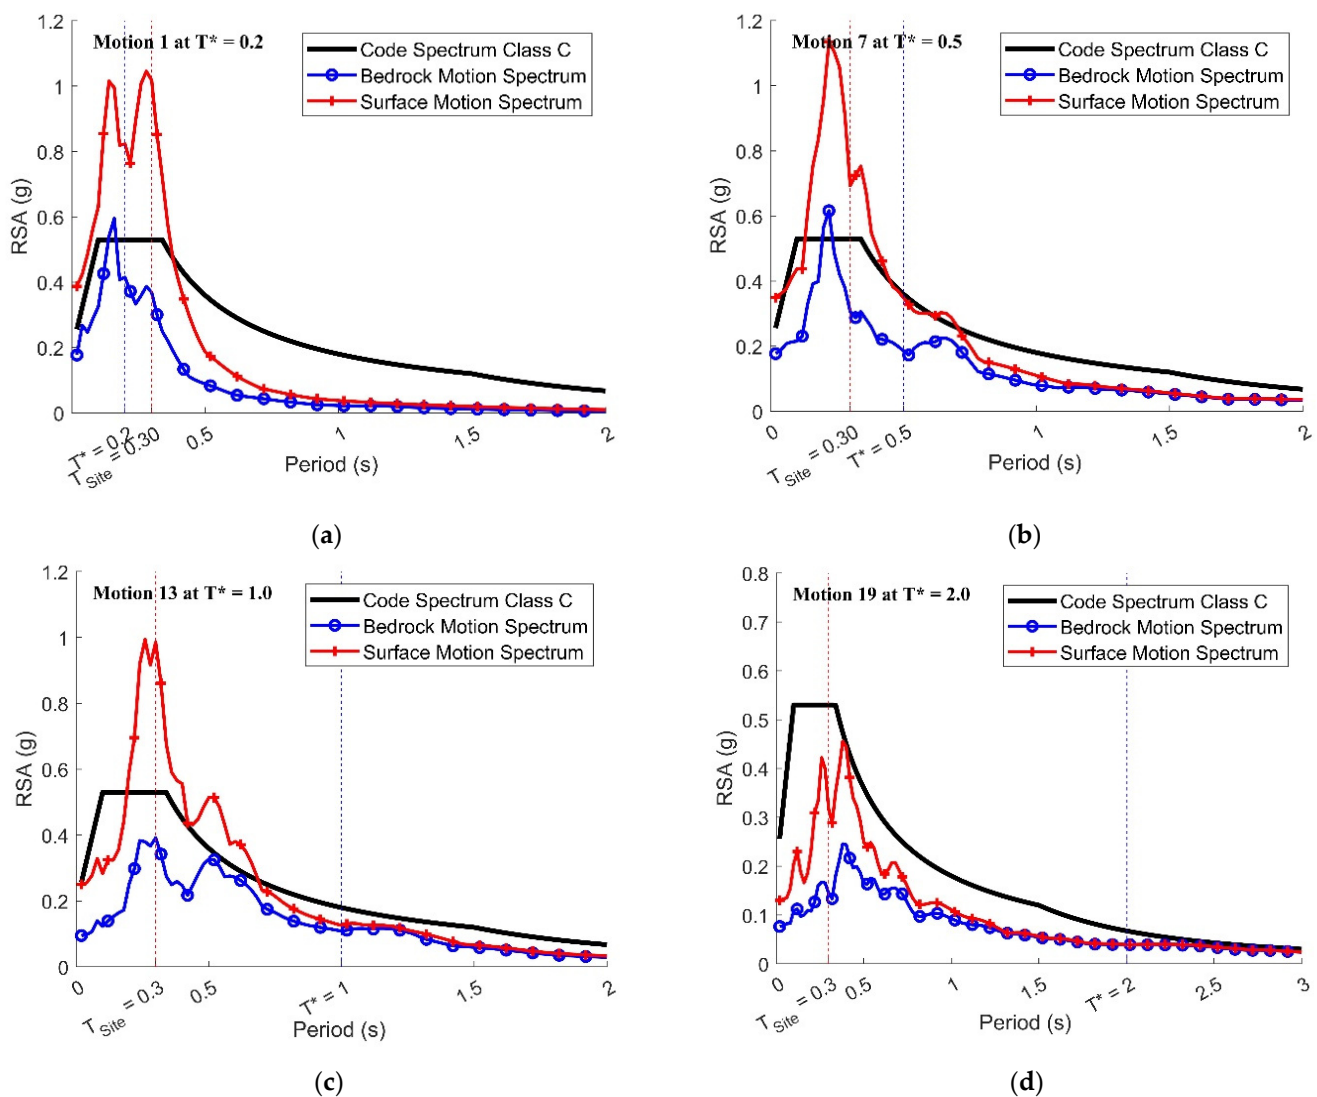 Motion 1 at T* = 0.2
Code Spectrum Class C
Bedrock Motion Spectrum
Surface Motion Spectrum
RSA (g)
1.2
1
0.8
0.6
0.4
0.2
0
T* = 0.2
T Site = 0.30
0.5
1
1.5
2
Period (s)
(a)
Motion 7 at T* = 0.5
Code Spectrum Class C
Bedrock Motion Spectrum
Surface Motion Spectrum
RSA (g)
1.2
1
0.8
0.6
0.4
0.2
0
0
T Site = 0.30
T* = 0.5
1
1.5
2
Period (s)
(b)
Motion 13 at T* = 1.0
Code Spectrum Class C
Bedrock Motion Spectrum
Surface Motion Spectrum
RSA (g)
1.2
1
0.8
0.6
0.4
0.2
0
0
T Site = 0.3
0.5
T* = 1
1.5
2
Period (s)
(c)
Motion 19 at T* = 2.0
Code Spectrum Class C
Bedrock Motion Spectrum
Surface Motion Spectrum
RSA (g)
0.8
0.7
0.6
0.5
0.4
0.3
0.2
0.1
0
0
T Site = 0.3
0.5
1
1.5
T* = 2
2.5
3
Period (s)
(d)